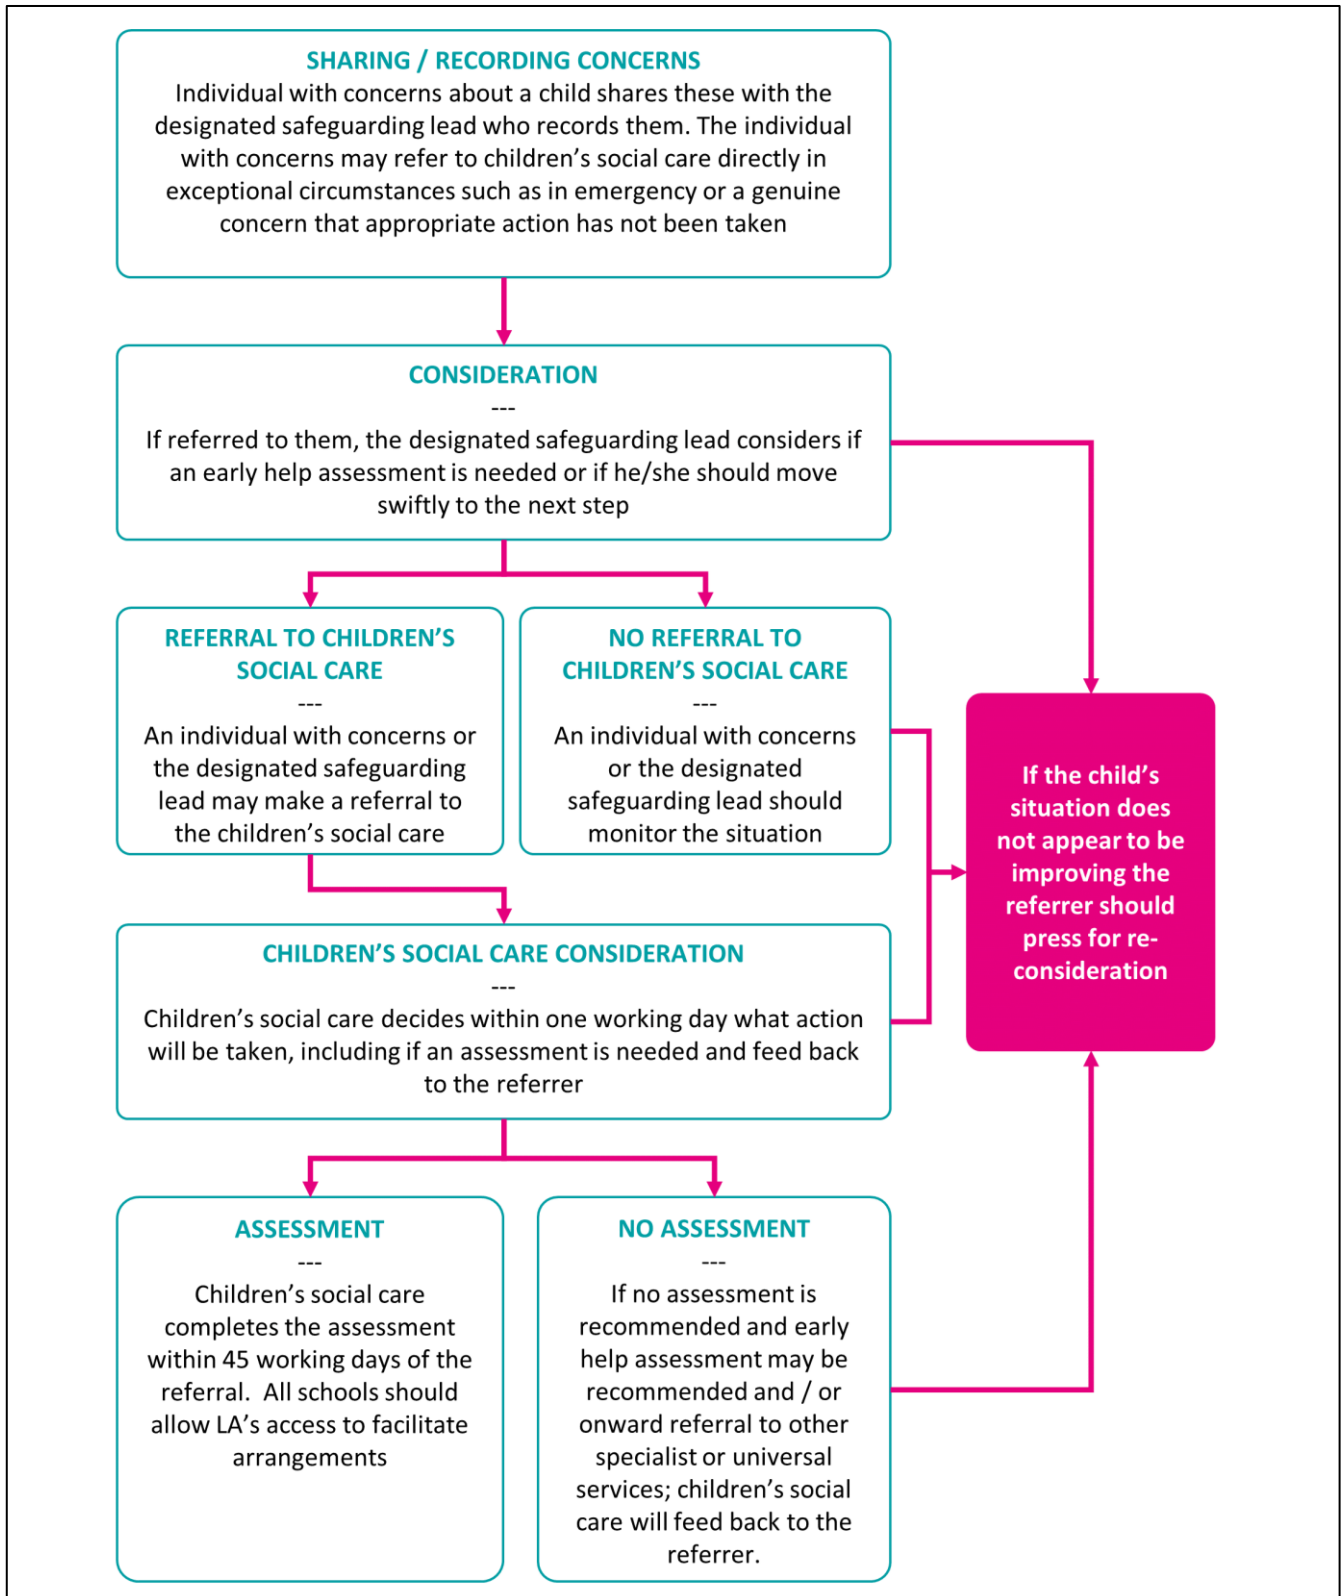 SHARING / RECORDING CONCERNS
Individual with concerns about a child shares these with the
designated safeguarding lead who records them. The individual
with concerns may refer to children’s social care directly in
exceptional circumstances such as in emergency or a genuine
concern that appropriate action has not been taken
CONSIDERATION
---
If referred to them, the designated safeguarding lead considers if
an early help assessment is needed or if he/she should move
swiftly to the next step
REFERRAL TO CHILDREN’S
SOCIAL CARE
---
An individual with concerns or
the designated safeguarding
lead may make a referral to
the children’s social care
NO REFERRAL TO
CHILDREN’S SOCIAL CARE
---
An individual with concerns
or the designated
safeguarding lead should
monitor the situation
If the child’s
situation does
not appear to be
improving the
referrer should
press for re-
consideration
CHILDREN’S SOCIAL CARE CONSIDERATION
---
Children’s social care decides within one working day what action
will be taken, including if an assessment is needed and feed back
to the referrer
ASSESSMENT
---
Children’s social care
completes the assessment
within 45 working days of the
referral.  All schools should
allow LA’s access to facilitate
arrangements
NO ASSESSMENT
---
If no assessment is
recommended and early
help assessment may be
recommended and / or
onward referral to other
specialist or universal
services; children’s social
care will feed back to the
referrer.